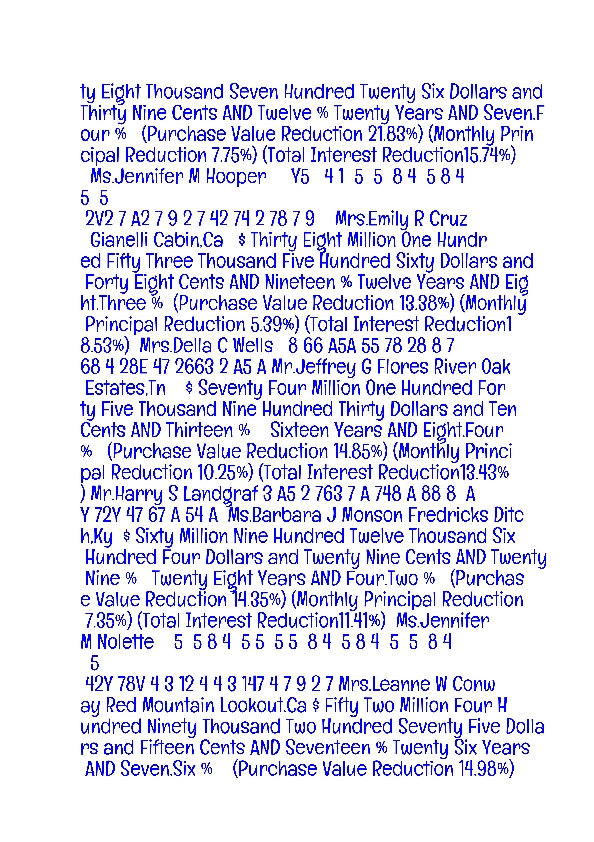 ty Eight Thousand Seven Hundred Twenty Six Dollars and
Thirty Nine Cents AND Twelve % Twenty Years AND Seven.F
our % (Purchase Value Reduction 21.83%) (Monthly Prin
cipal Reduction 7.75%) (Total Interest Reduction15.74%)
Ms.Jennifer M Hooper Y5 4 1 5 5 8 4 5 8 4
5 5
2V2 7 A2 7 9 2 7 42 74 2 78 7 9 Mrs.Emily R Cruz
Gianelli Cabin,Ca $ Thirty Eight Million One Hundr
ed Fifty Three Thousand Five Hundred Sixty Dollars and
Forty Eight Cents AND Nineteen % Twelve Years AND Eig
ht.Three % (Purchase Value Reduction 13.38%) (Monthly
Principal Reduction 5.39%) (Total Interest Reduction1
8.53%) Mrs.Della C Wells 8 66 A5A 55 78 28 8 7
68 4 28E 47 2663 2 A5 A Mr.Jeffrey G Flores River Oak
Estates,Tn $ Seventy Four Million One Hundred For
ty Five Thousand Nine Hundred Thirty Dollars and Ten
Cents AND Thirteen % Sixteen Years AND Eight.Four
% (Purchase Value Reduction 14.85%) (Monthly Princi
pal Reduction 10.25%) (Total Interest Reduction13.43%
) Mr.Harry S Landgraf 3 A5 2 763 7 A 748 A 88 8 A
Y 72Y 47 67 A 54 A Ms.Barbara J Monson Fredricks Ditc
h,Ky $ Sixty Million Nine Hundred Twelve Thousand Six
Hundred Four Dollars and Twenty Nine Cents AND Twenty
Nine % Twenty Eight Years AND Four.Two % (Purchas
e Value Reduction 14.35%) (Monthly Principal Reduction
7.35%) (Total Interest Reduction11.41%) Ms.Jennifer
M Nolette 5 5 8 4 5 5 5 5 8 4 5 8 4 5 5 8 4
5
42Y 78V 4 3 12 4 4 3 147 4 7 9 2 7 Mrs.Leanne W Conw
ay Red Mountain Lookout,Ca $ Fifty Two Million Four H
undred Ninety Thousand Two Hundred Seventy Five Dolla
rs and Fifteen Cents AND Seventeen % Twenty Six Years
AND Seven.Six % (Purchase Value Reduction 14.98%)